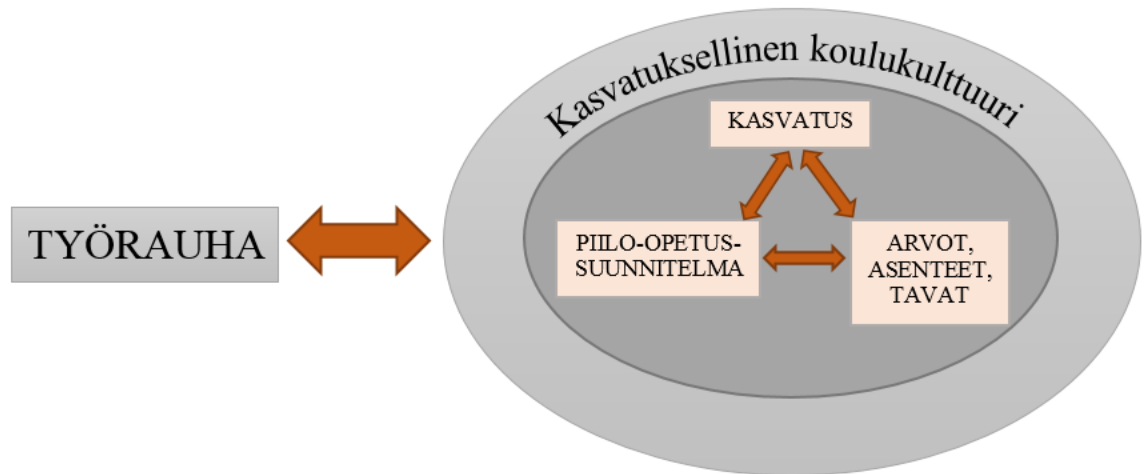 Kasvatuksellinen koulukulttuuri
KASVATUS
TYÖRAUHA
PIILO-OPETUS-
SUUNNITELMA
ARVOT,
ASENTEET,
TAVAT